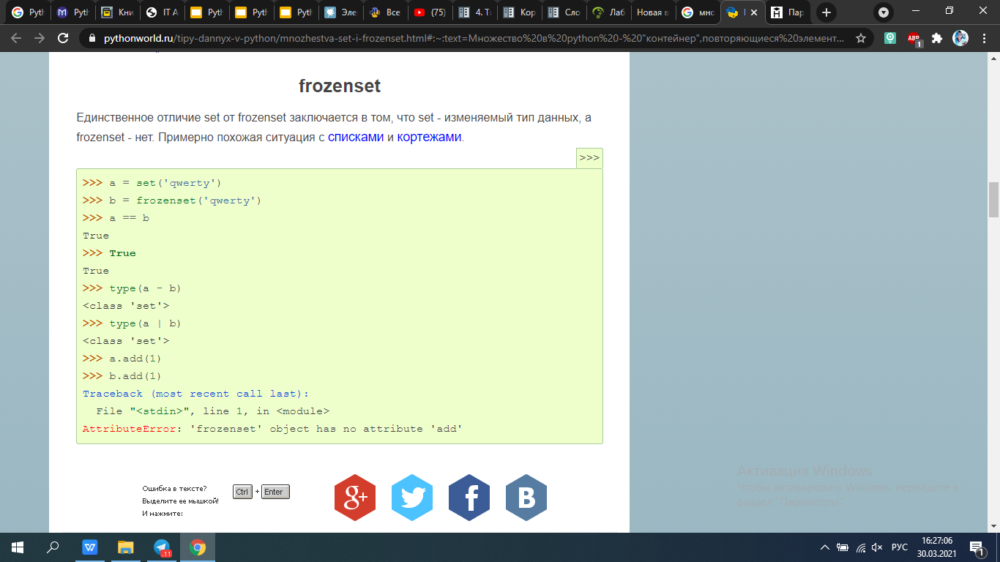 Pyth
Pyth
Кни
IT А
Pyth
Pyth
Pyth
Эле
Все
(75)
4. Ti
Кор
Сло
Лаб
Новая в
мно
Пар
pythonworld.ru/tipy-dannyx-v-python/mnozhestva-set-i-frozenset.html#:~:text=Множество%20в%20python%20-%20"контейнер",повторяющиеся%20элемент...
ABP
1
frozenset
Единственное отличие set от frozenset заключается в том, что set - изменяемый тип данных, а
frozenset - нет. Примерно похожая ситуация с списками и кортежами.
>>>
>>> a = set('qwerty')
>>> b = frozenset('qwerty')
>>> a == b
True
>>> True
True
>>> type(a - b)
<class 'set'>
>>> type(a | b)
<class 'set'>
>>> a.add(1)
>>> b.add(1)
Traceback (most recent call last):
  File "<stdin>", line 1, in <module>
AttributeError: 'frozenset' object has no attribute 'add'
Ошибка в тексте?
Выделите ее мышкой!
И нажмите:
Ctrl + Enter
g+
f
B
Активация Windows
Чтобы активировать Windows, перейдите в
раздел "Параметры".
W
11
РУС
16:27:06
30.03.2021
1